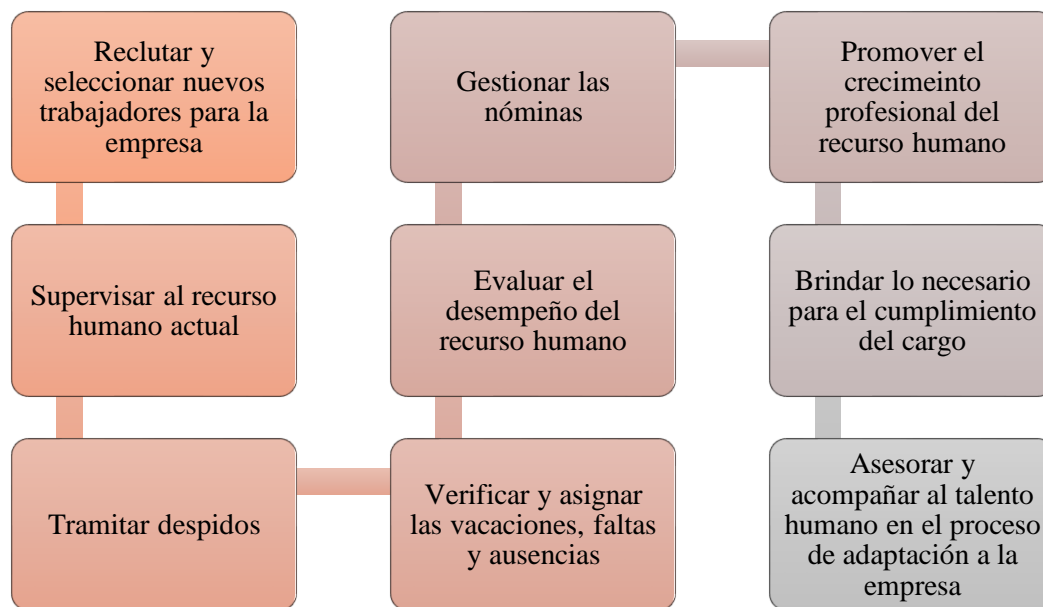 Reclutar y
seleccionar nuevos
trabajadores para la
empresa
Supervisar al recurso
humano actual
Tramitar despidos
Verificar y asignar
las vacaciones, faltas
y ausencias
Evaluar el
desempeño del
recurso humano
Gestionar las
nóminas
Promover el
crecimeinto
profesional del
recurso humano
Brindar lo necesario
para el cumplimiento
del cargo
Asesorar y
acompañar al talento
humano en el proceso
de adaptación a la
empresa